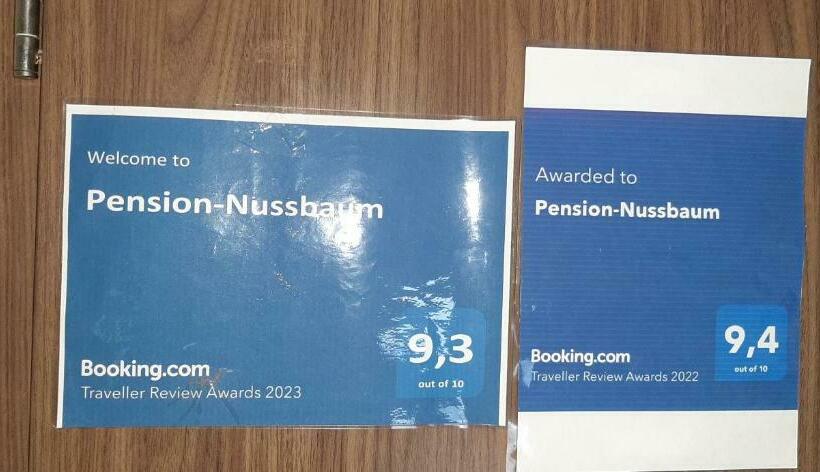 Welcome to
Pension-Nussbaum
9,3
out of 10
Booking.com
Traveller Review Awards 2023
Awarded to
Pension-Nussbaum
9,4
out of 10
Booking.com
Traveller Review Awards 2022